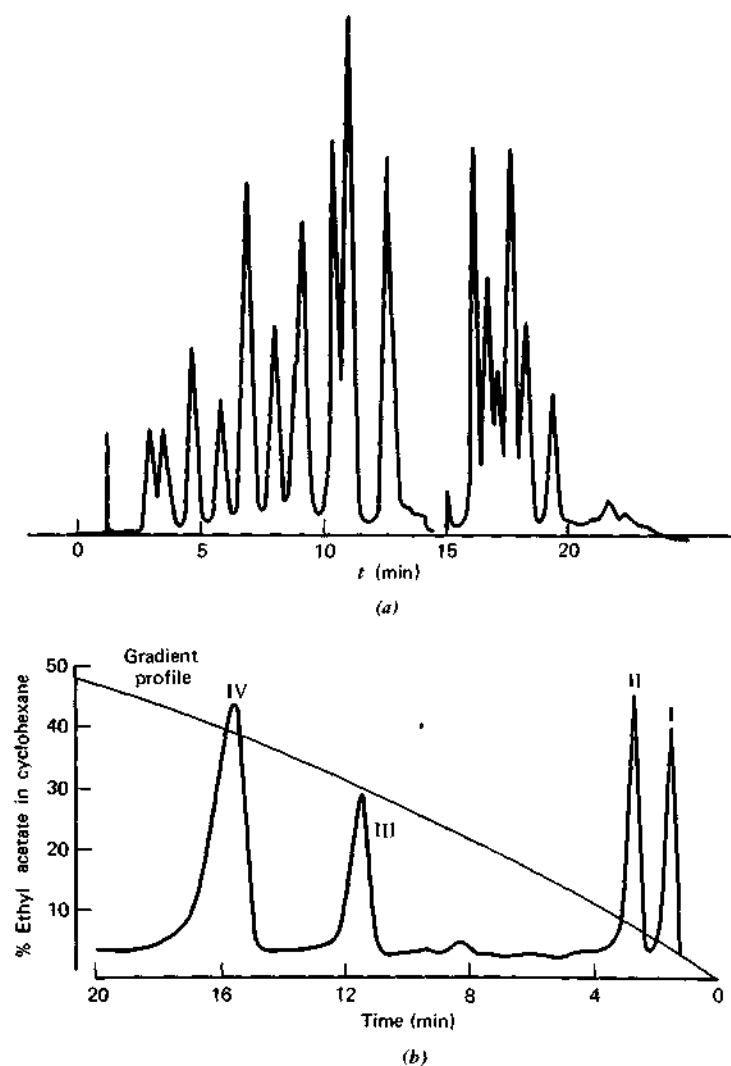 0 5 10 15 20
t (min)
(a)
50
40
30
20
10
% Ethyl acetate in cyclohexane
Gradient
profile
IV
III
II
I
20 16 12 8 4 0
Time (min)
(b)